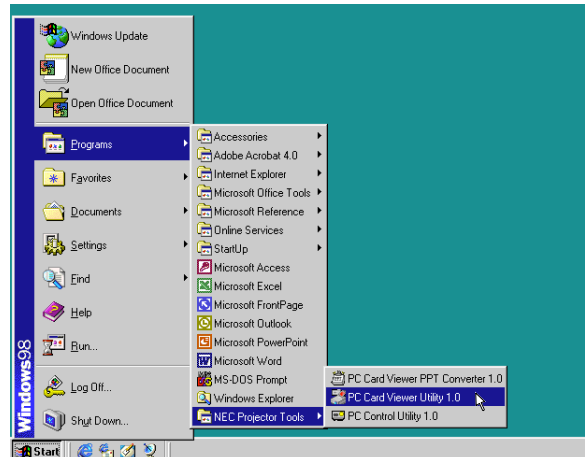 Windows Update
New Office Document
Open Office Document
Programs
Favorites
Documents
Settings
Find
Help
Run...
Log Off...
Shut Down...
Windows98
Accessories
Adobe Acrobat 4.0
Internet Explorer
Microsoft Office Tools
Microsoft Reference
Online Services
StartUp
Microsoft Access
Microsoft Excel
Microsoft FrontPage
Microsoft Outlook
Microsoft PowerPoint
Microsoft Word
MS-DOS Prompt
Windows Explorer
NEC Projector Tools
PC Card Viewer PPT Converter 1.0
PC Card Viewer Utility 1.0
PC Control Utility 1.0
Start